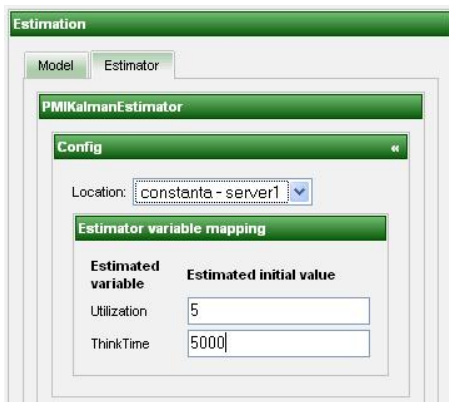 Estimation
Model Estimator
PMIKalmanEstimator
Config «
Location: constanta - server1
Estimator variable mapping
Estimated variable Estimated initial value
Utilization 5
ThinkTime 5000